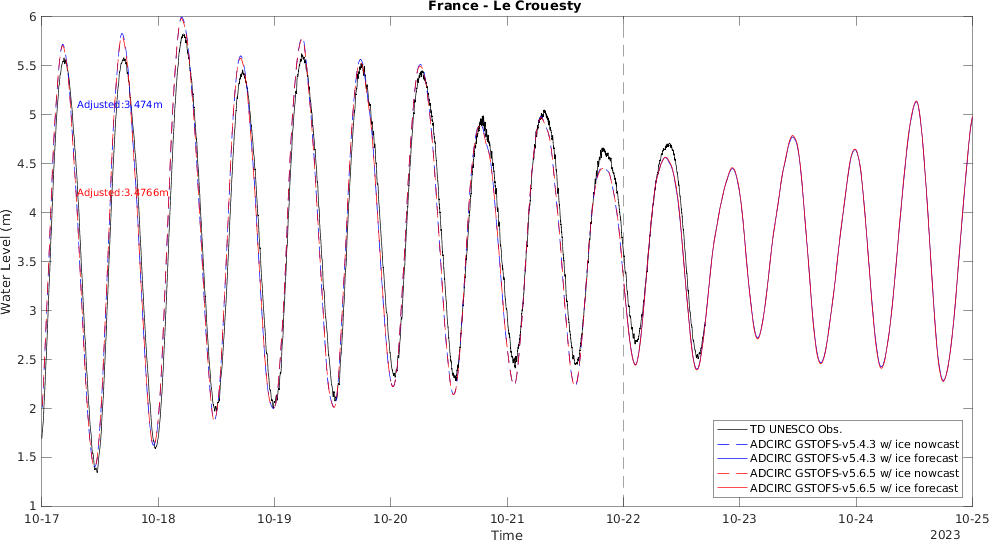 France - Le Crouesty
6
5.5
5
4.5
4
3.5
3
2.5
2
1.5
1
Water Level (m)
Adjusted:3.474m
Adjusted:3.4766m
TD UNESCO Obs.
ADCIRC GSTOFS-v5.4.3 w/ ice nowcast
ADCIRC GSTOFS-v5.4.3 w/ ice forecast
ADCIRC GSTOFS-v5.6.5 w/ ice nowcast
ADCIRC GSTOFS-v5.6.5 w/ ice forecast
10-17 10-18 10-19 10-20 10-21 10-22 10-23 10-24 10-25
Time
2023